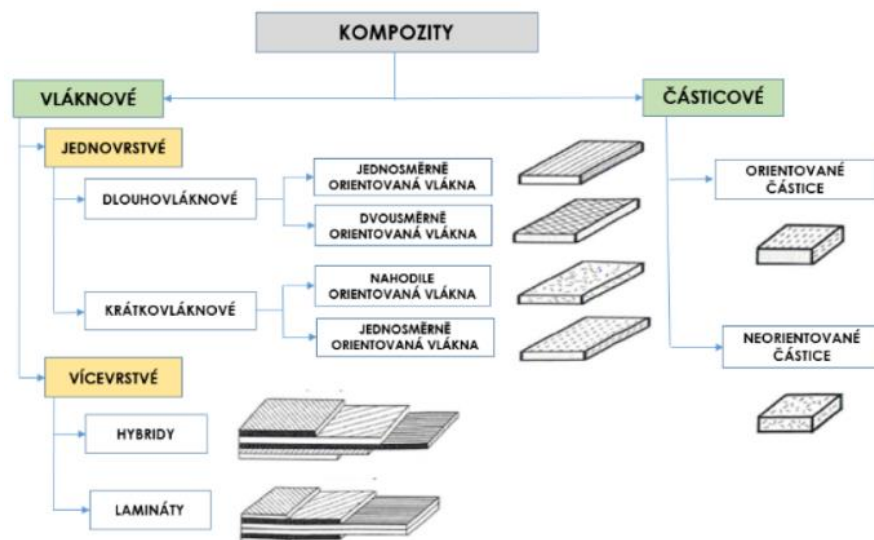 KOMPOZITY
VLÁKNOVÉ
ČÁSTICOVÉ
JEDNOVRSTVÉ
DLOUHOVLÁKNOVÉ
JEDNOSMĚRNĚ
ORIENTOVANÁ VLÁKNA
DVOUSMĚRNĚ
ORIENTOVANÁ VLÁKNA
KRÁTKOVLÁKNOVÉ
NAHODILE
ORIENTOVANÁ VLÁKNA
JEDNOSMĚRNĚ
ORIENTOVANÁ VLÁKNA
VÍCEVRSTVÉ
HYBRIDY
LAMINÁTY
ORIENTOVANÉ
ČÁSTICE
NEORIENTOVANÉ
ČÁSTICE